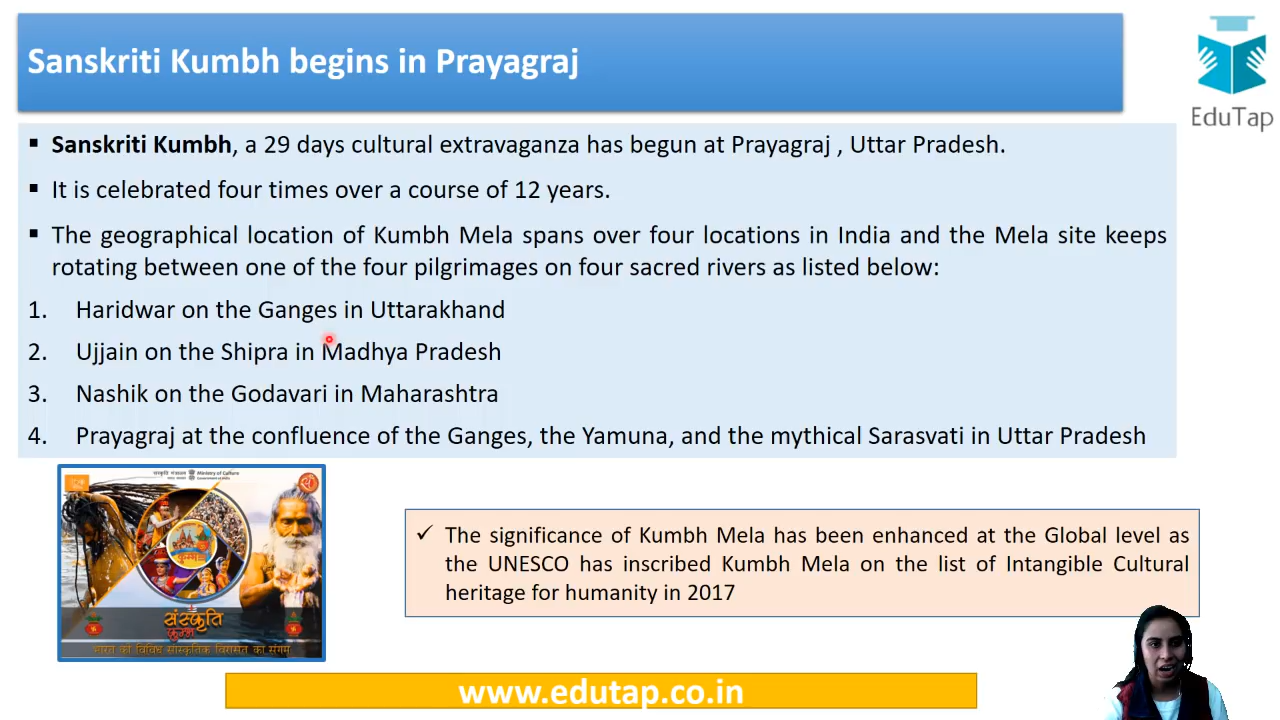 Sanskriti Kumbh begins in Prayagraj
EduTap
▪ Sanskriti Kumbh, a 29 days cultural extravaganza has begun at Prayagraj , Uttar Pradesh.
▪ It is celebrated four times over a course of 12 years.
▪ The geographical location of Kumbh Mela spans over four locations in India and the Mela site keeps
rotating between one of the four pilgrimages on four sacred rivers as listed below:
1. Haridwar on the Ganges in Uttarakhand
2. Ujjain on the Shipra in Madhya Pradesh
3. Nashik on the Godavari in Maharashtra
4. Prayagraj at the confluence of the Ganges, the Yamuna, and the mythical Sarasvati in Uttar Pradesh
संस्कृति मंत्रालय Ministry of Culture
संस्कृति
कुम्भ
भारत की विविध सांस्कृतिक विरासत का संगम
✓ The significance of Kumbh Mela has been enhanced at the Global level as
the UNESCO has inscribed Kumbh Mela on the list of Intangible Cultural
heritage for humanity in 2017
www.edutap.co.in